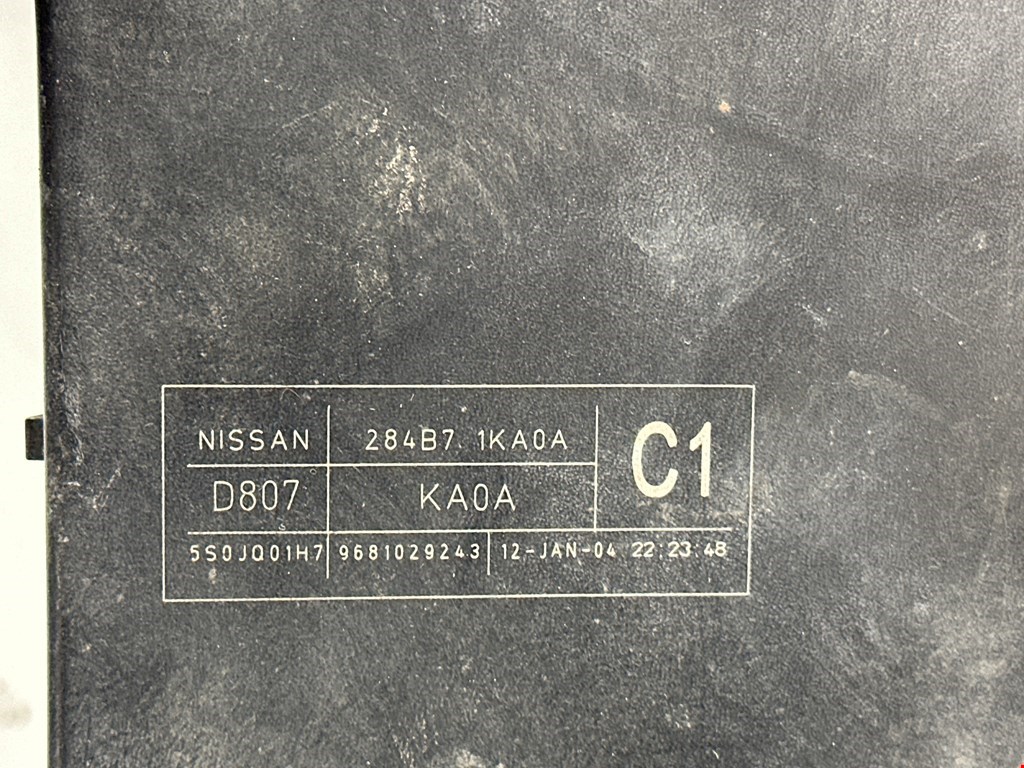 NISSAN 284B7 1KA0A C1
D807 KA0A
5S0JQ01H7 9681029243 12-JAN-04 22:23:48